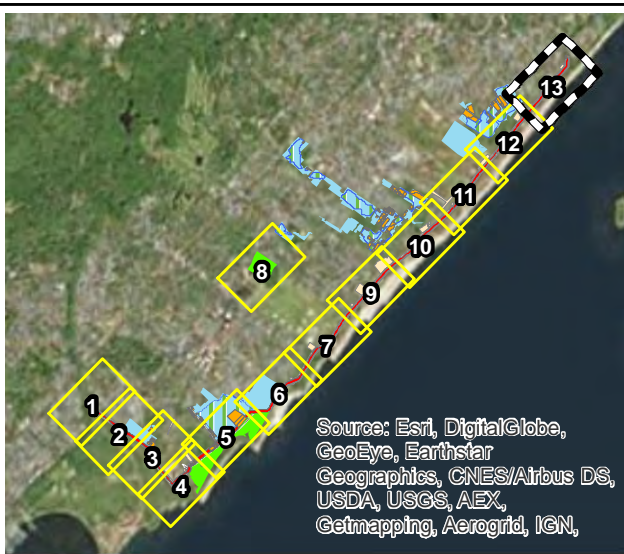 13
12
11
10
8
9
7
6
1
2
5
3
4
Source: Esri, DigitalGlobe,
GeoEye, Earthstar
Geographics, CNES/Airbus DS,
USDA, USGS, AEX,
Getmapping, Aerogrid, IGN,